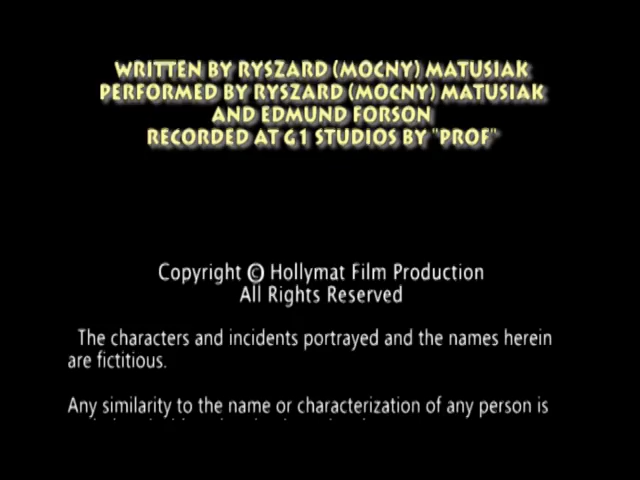 WRITTEN BY RYSZARD (MOCNY) MATUSIAK
PERFORMED BY RYSZARD (MOCNY) MATUSIAK
AND EDMUND FORSON
RECORDED AT G1 STUDIOS BY "PROF"
Copyright © Hollymat Film Production
All Rights Reserved
The characters and incidents portrayed and the names herein
are fictitious.
Any similarity to the name or characterization of any person is